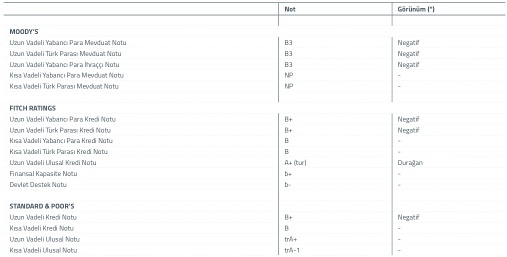 Not Görünüm (*)
MOODY'S
Uzun Vadeli Yabancı Para Mevduat Notu B3 Negatif
Uzun Vadeli Türk Parası Mevduat Notu B3 Negatif
Uzun Vadeli Yabancı Para İhraççı Notu B3 Negatif
Kısa Vadeli Yabancı Para Mevduat Notu NP -
Kısa Vadeli Türk Parası Mevduat Notu NP -
FITCH RATINGS
Uzun Vadeli Yabancı Para Kredi Notu B+ Negatif
Uzun Vadeli Türk Parası Kredi Notu B+ Negatif
Kısa Vadeli Yabancı Para Kredi Notu B -
Kısa Vadeli Türk Parası Kredi Notu B -
Uzun Vadeli Ulusal Kredi Notu A+ (tur) Durağan
Finansal Kapasite Notu b+ -
Devlet Destek Notu b- -
STANDARD & POOR'S
Uzun Vadeli Kredi Notu B+ Negatif
Kısa Vadeli Kredi Notu B -
Uzun Vadeli Ulusal Notu trA+ -
Kısa Vadeli Ulusal Notu trA-1 -